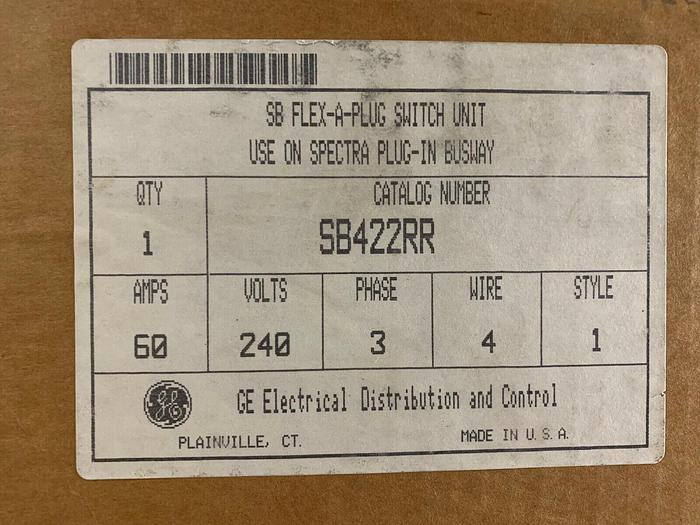 SB FLEX-A-PLUG SWITCH UNIT
USE ON SPECTRA PLUG-IN BUSWAY
QTY CATALOG NUMBER
1 SB422RR
AMPS VOLTS PHASE WIRE STYLE
60 240 3 4 1
GE GE Electrical Distribution and Control
PLAINVILLE, CT. MADE IN U.S.A.